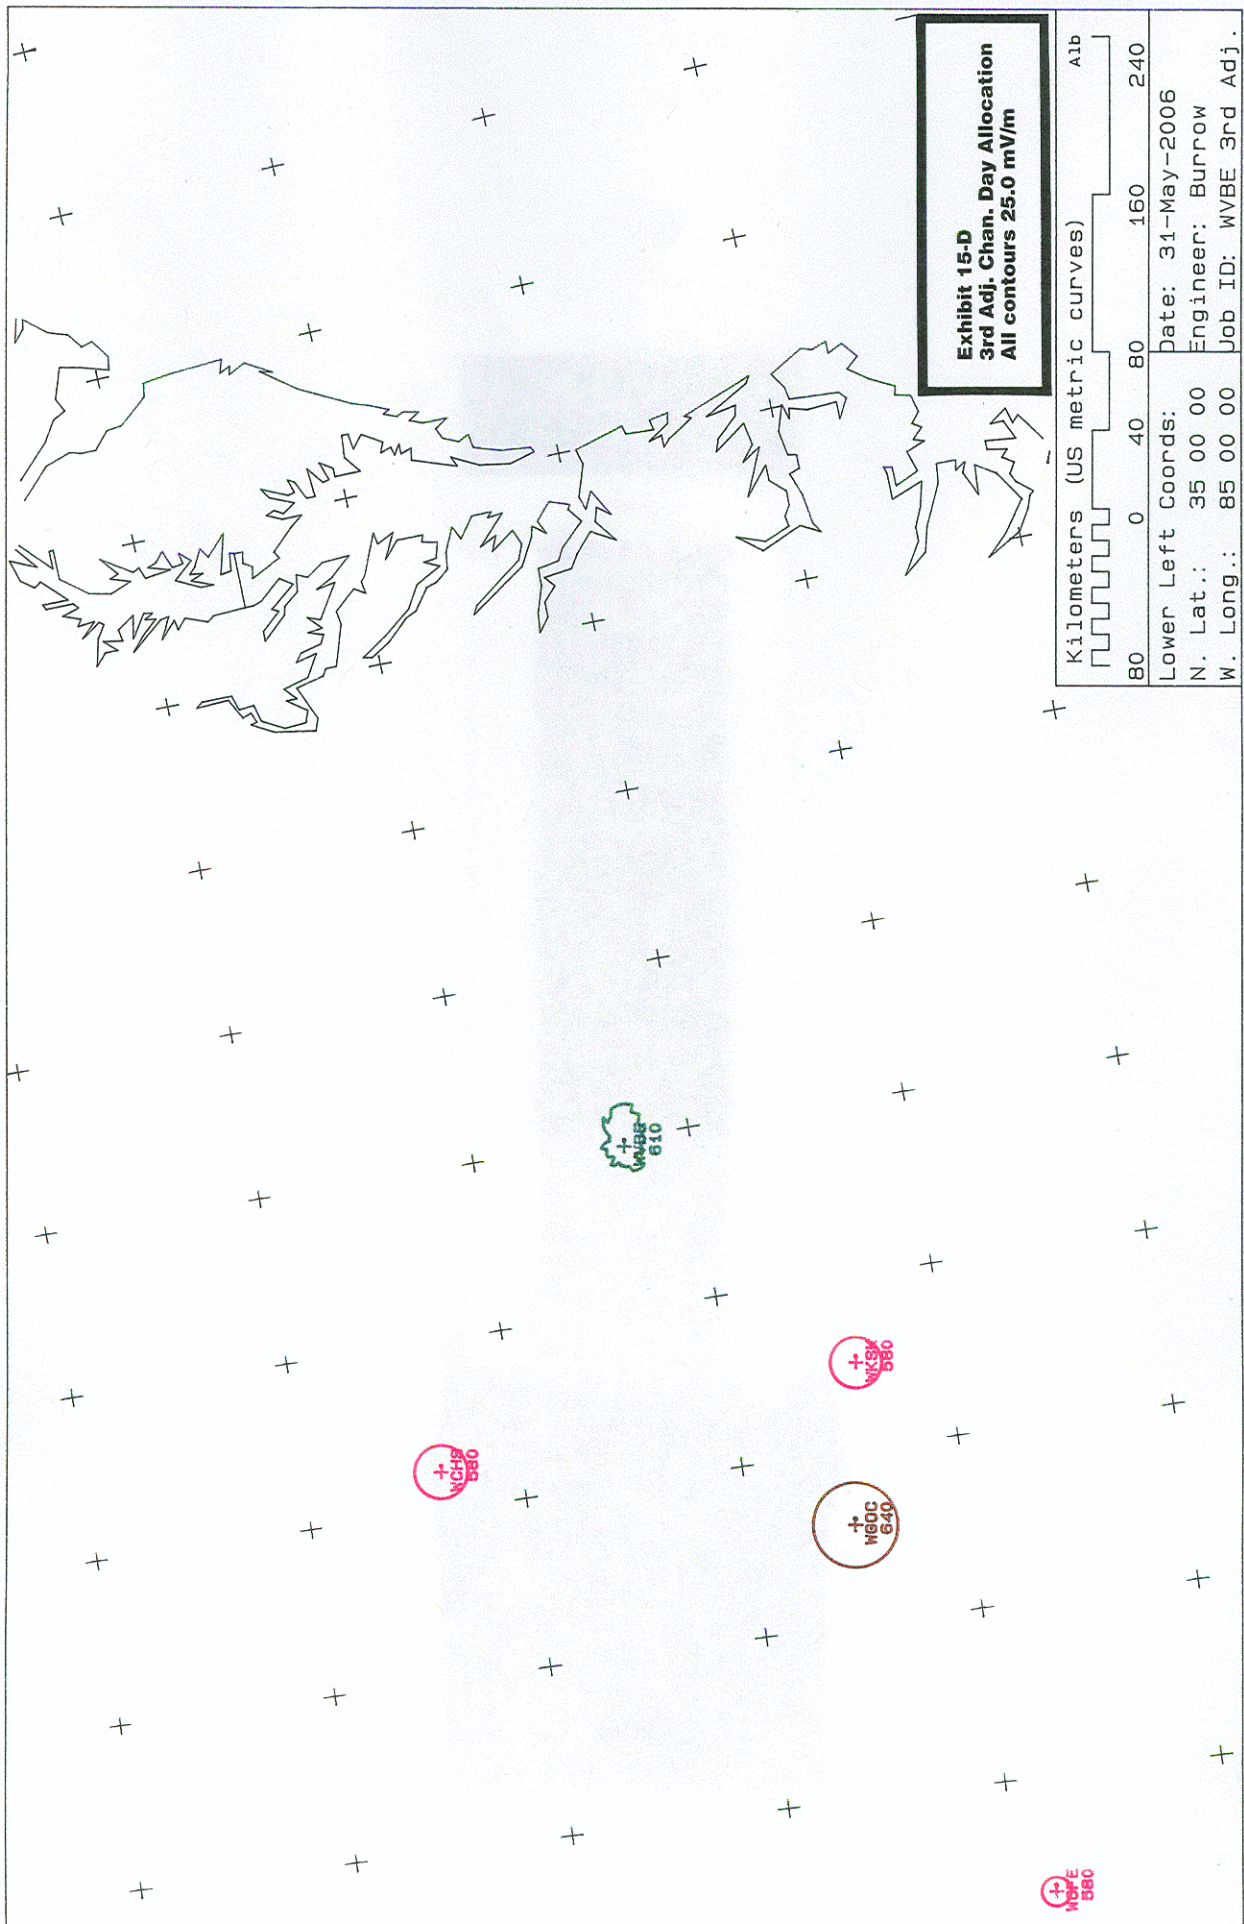 Exhibit 15-D
3rd Adj. Chan. Day Allocation
All contours 25.0 mV/m
Kilometers (US metric curves) Alb
80 0 40 80 160 240
Lower Left Coords: Date: 31-May-2006
N. Lat.: 35 00 00 Engineer: Burrow
W. Long.: 85 00 00 Job ID: WVBE 3rd Adj.
WVBE
610
WCHS
580
WKSK
580
WGOC
640
580